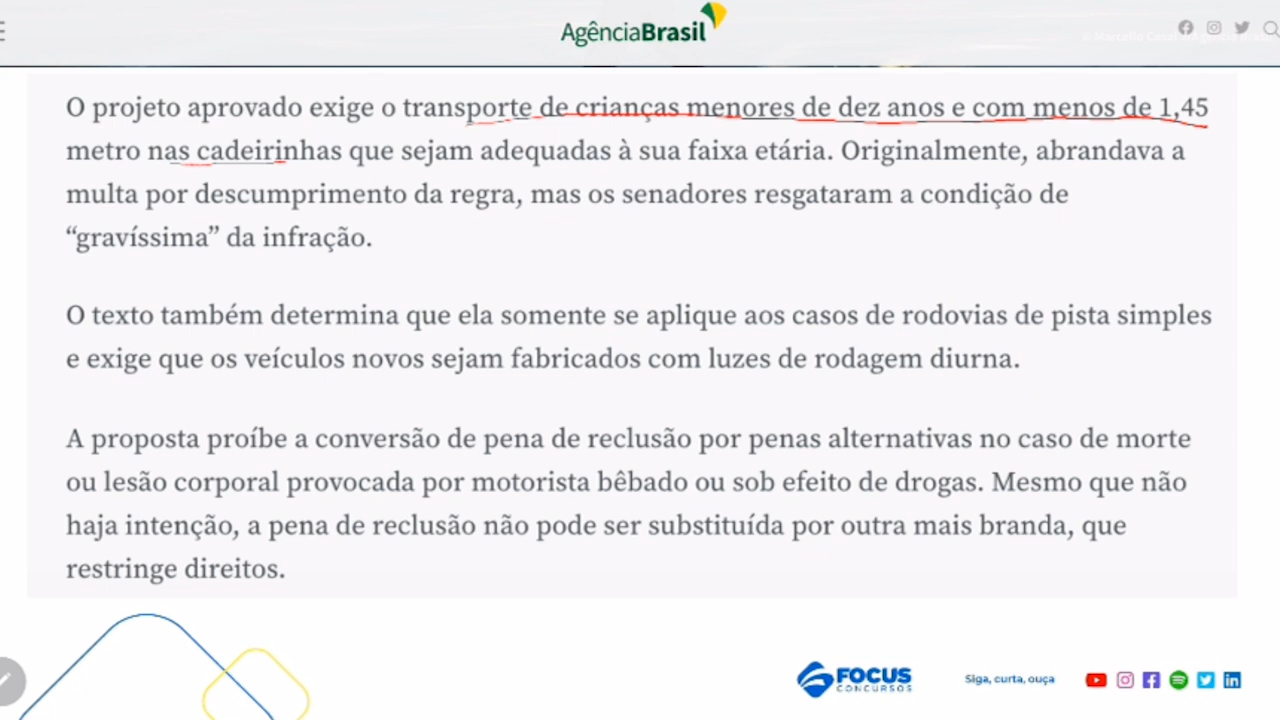 AgênciaBrasil
O projeto aprovado exige o transporte de crianças menores de dez anos e com menos de 1,45
metro nas cadeirinhas que sejam adequadas à sua faixa etária. Originalmente, abrandava a
multa por descumprimento da regra, mas os senadores resgataram a condição de
“gravíssima” da infração.
O texto também determina que ela somente se aplique aos casos de rodovias de pista simples
e exige que os veículos novos sejam fabricados com luzes de rodagem diurna.
A proposta proíbe a conversão de pena de reclusão por penas alternativas no caso de morte
ou lesão corporal provocada por motorista bêbado ou sob efeito de drogas. Mesmo que não
haja intenção, a pena de reclusão não pode ser substituída por outra mais branda, que
restringe direitos.
FOCUS
CONCURSOS
Siga, curta, ouça